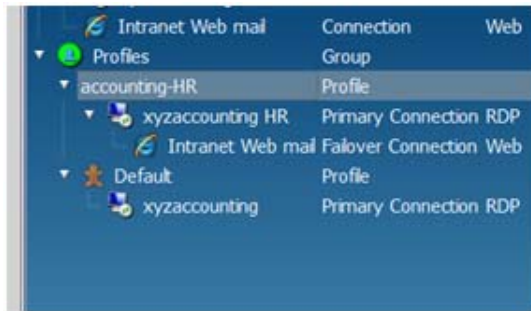 Intranet Web mail Connection Web
Profiles Group
accounting-HR Profile
xyzaccounting HR Primary Connection RDP
Intranet Web mail Failover Connection Web
Default Profile
xyzaccounting Primary Connection RDP